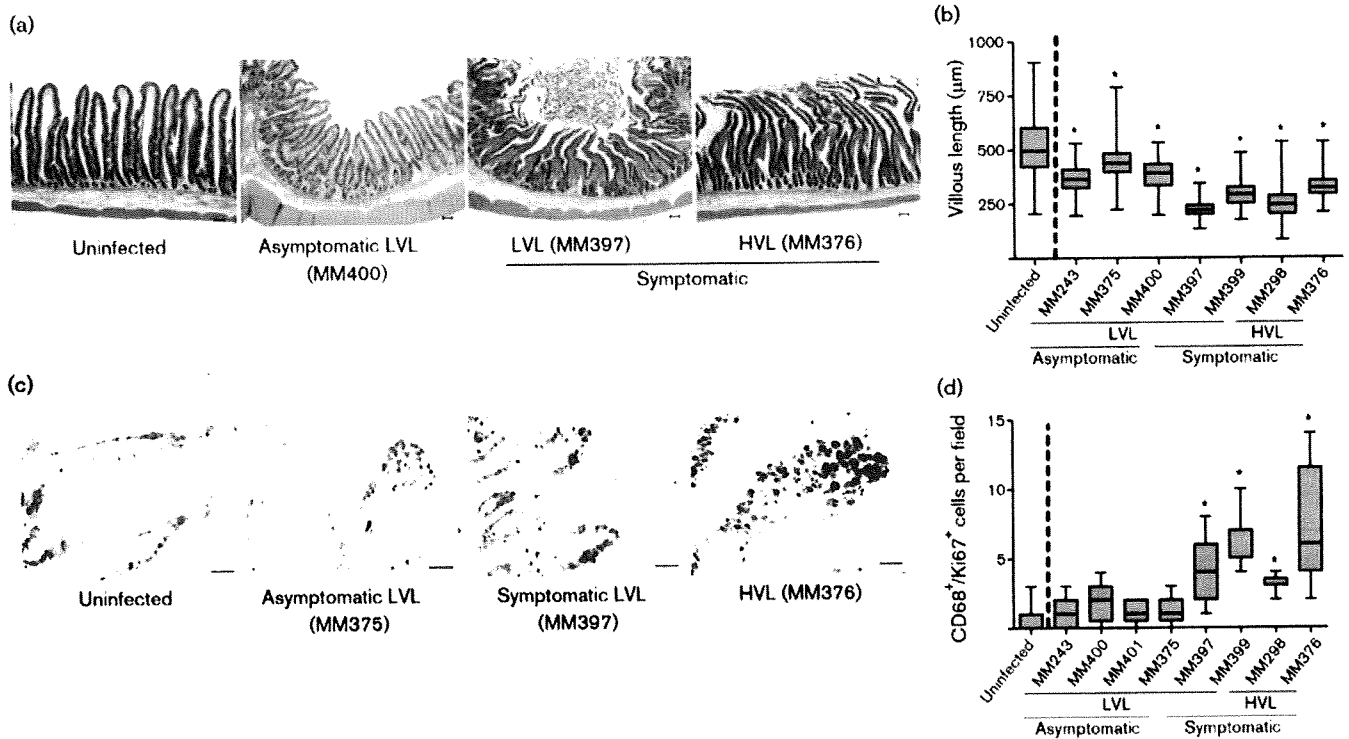 (a)
Uninfected
Asymptomatic LVL
(MM400)
LVL (MM397)
HVL (MM376)
Symptomatic
(b)
Villous length (μm)
1000
750
500
250
*
*
*
*
*
*
*
Uninfected
MM243
MM375
MM400
MM397
MM399
MM298
MM376
LVL
HVL
Asymptomatic
Symptomatic
(c)
Uninfected
Asymptomatic LVL
(MM375)
Symptomatic LVL
(MM397)
HVL (MM376)
(d)
CD68⁺/Ki67⁺ cells per field
15
10
5
*
*
*
*
Uninfected
MM243
MM400
MM401
MM375
MM397
MM399
MM298
MM376
LVL
HVL
Asymptomatic
Symptomatic